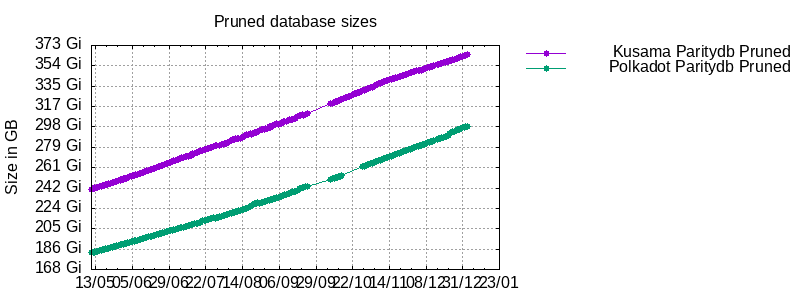 Pruned database sizes
373 Gi
354 Gi
335 Gi
317 Gi
298 Gi
279 Gi
261 Gi
242 Gi
224 Gi
205 Gi
186 Gi
168 Gi
Size in GB
13/05 05/06 29/06 22/07 14/08 06/09 29/09 22/10 14/11 08/12 31/12 23/01
Kusama Paritydb Pruned
Polkadot Paritydb Pruned